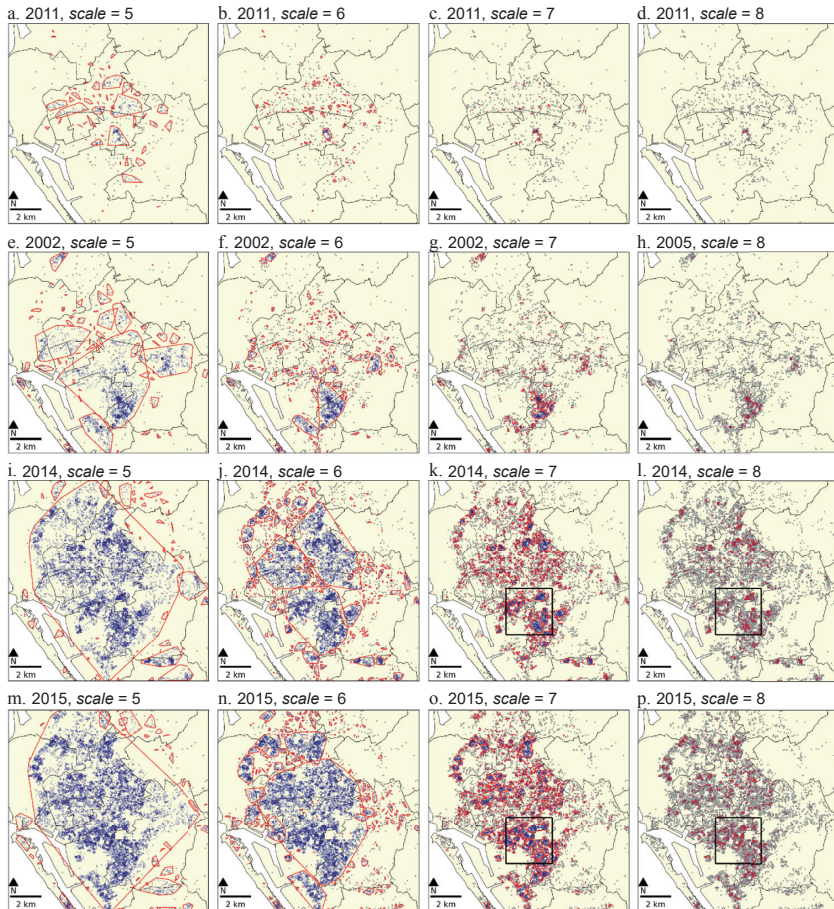 a. 2011, scale = 5
b. 2011, scale = 6
c. 2011, scale = 7
d. 2011, scale = 8
N
2 km
N
2 km
N
2 km
N
2 km
e. 2002, scale = 5
f. 2002, scale = 6
g. 2002, scale = 7
h. 2005, scale = 8
N
2 km
N
2 km
N
2 km
N
2 km
i. 2014, scale = 5
j. 2014, scale = 6
k. 2014, scale = 7
l. 2014, scale = 8
N
2 km
N
2 km
N
2 km
N
2 km
m. 2015, scale = 5
n. 2015, scale = 6
o. 2015, scale = 7
p. 2015, scale = 8
N
2 km
N
2 km
N
2 km
N
2 km